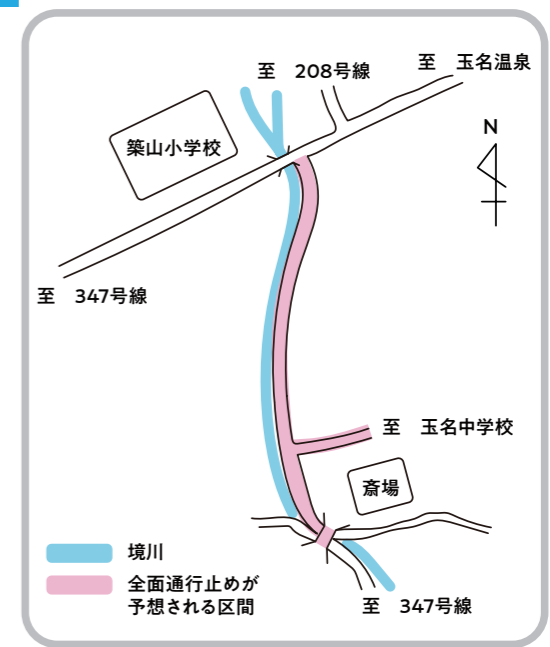 至　208号線
至　玉名温泉
築山小学校
N
至　347号線
至　玉名中学校
斎場
境川
全面通行止めが
予想される区間
至　347号線